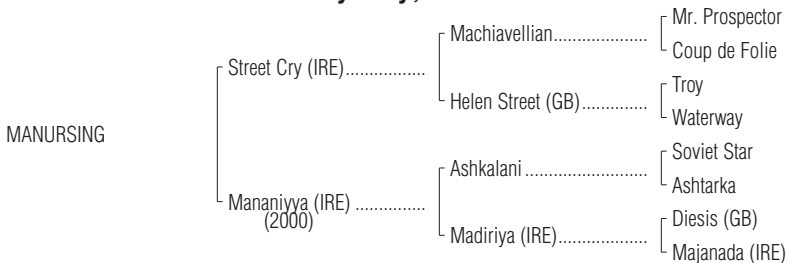 Mr. Prospector
Machiavellian....................
Coup de Folie
Street Cry (IRE).................
Troy
Helen Street (GB)..............
Waterway
MANURSING
Soviet Star
Ashkalani ..........................
Ashtarka
Mananiyya (IRE) ...............
(2000)
Diesis (GB)
Madiriya (IRE)...................
Majanada (IRE)